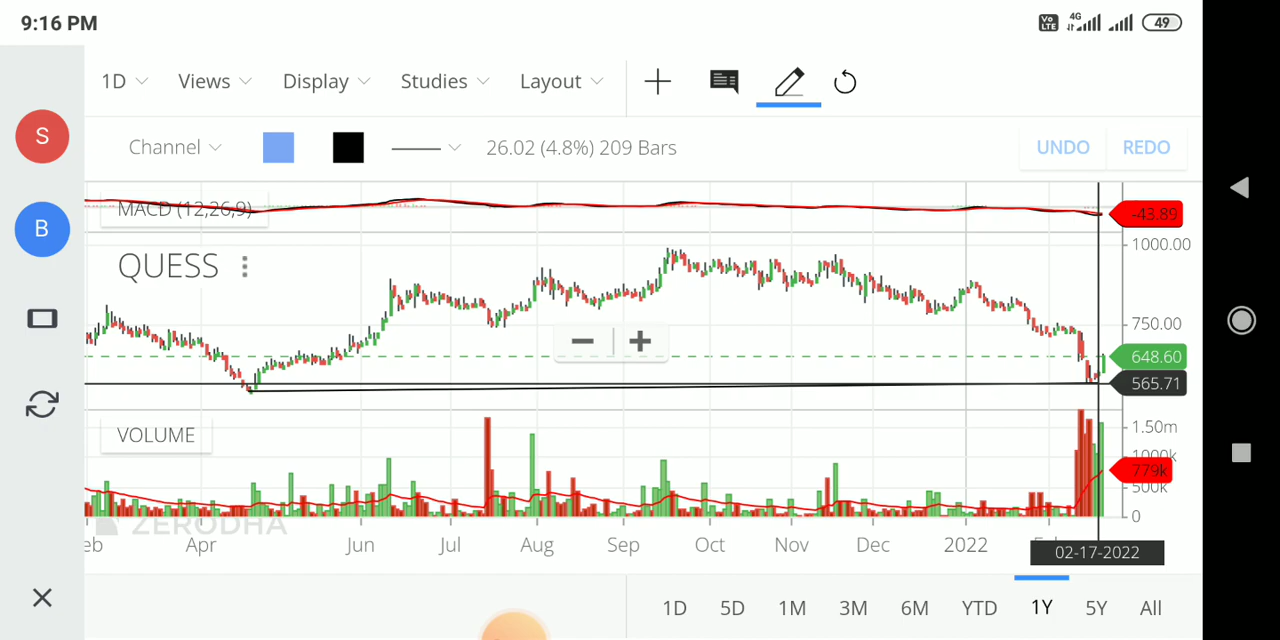 9:16 PM
Vo LTE 4G 49
S
1D Views Display Studies Layout
Channel 26.02 (4.8%) 209 Bars UNDO REDO
B
MACD (12,26,9) -43.89
QUESS
1000.00
750.00
648.60
565.71
VOLUME
1.50m
1000k
779k
500k
0
ZERODHA
eb Apr Jun Jul Aug Sep Oct Nov Dec 2022
02-17-2022
1D 5D 1M 3M 6M YTD 1Y 5Y All